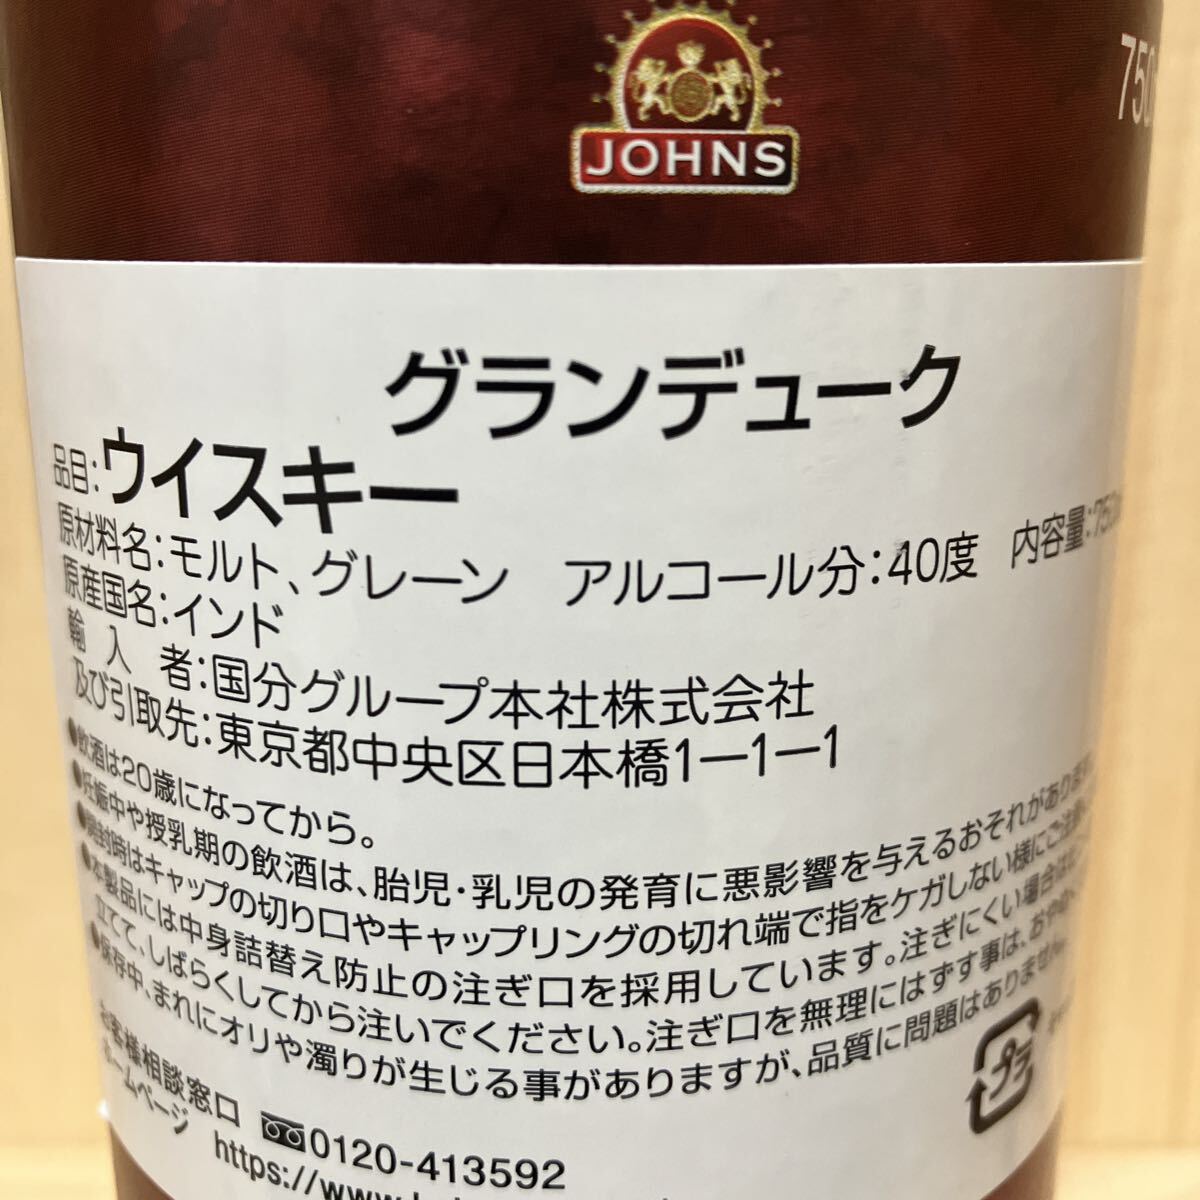 JOHNS
750
グランデューク
品目:ウイスキー
原材料名:モルト、グレーン　アルコール分:40度　内容量:750
原産国名:インド
輸入者:国分グループ本社株式会社
及び引取先:東京都中央区日本橋1ー1ー1
●飲酒は20歳になってから。
●妊娠中や授乳期の飲酒は、胎児・乳児の発育に悪影響を与えるおそれがあります
●開封時はキャップの切り口やキャップリングの切れ端で指をケガしない様にご注意
●本製品には中身詰替え防止の注ぎ口を採用しています。注ぎにくい場合は
立てて、しばらくしてから注いでください。注ぎ口を無理にはずす事は、おやめ
●保存中、まれにオリや濁りが生じる事がありますが、品質に問題はありません
お客様相談窓口 0120-413592
ホームページ https://www.
プラ